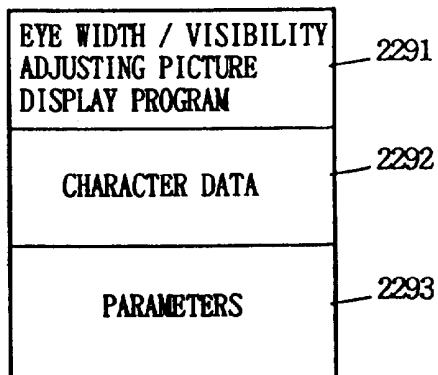 EYE WIDTH / VISIBILITY
ADJUSTING PICTURE
DISPLAY PROGRAM
2291
CHARACTER DATA
2292
PARAMETERS
2293